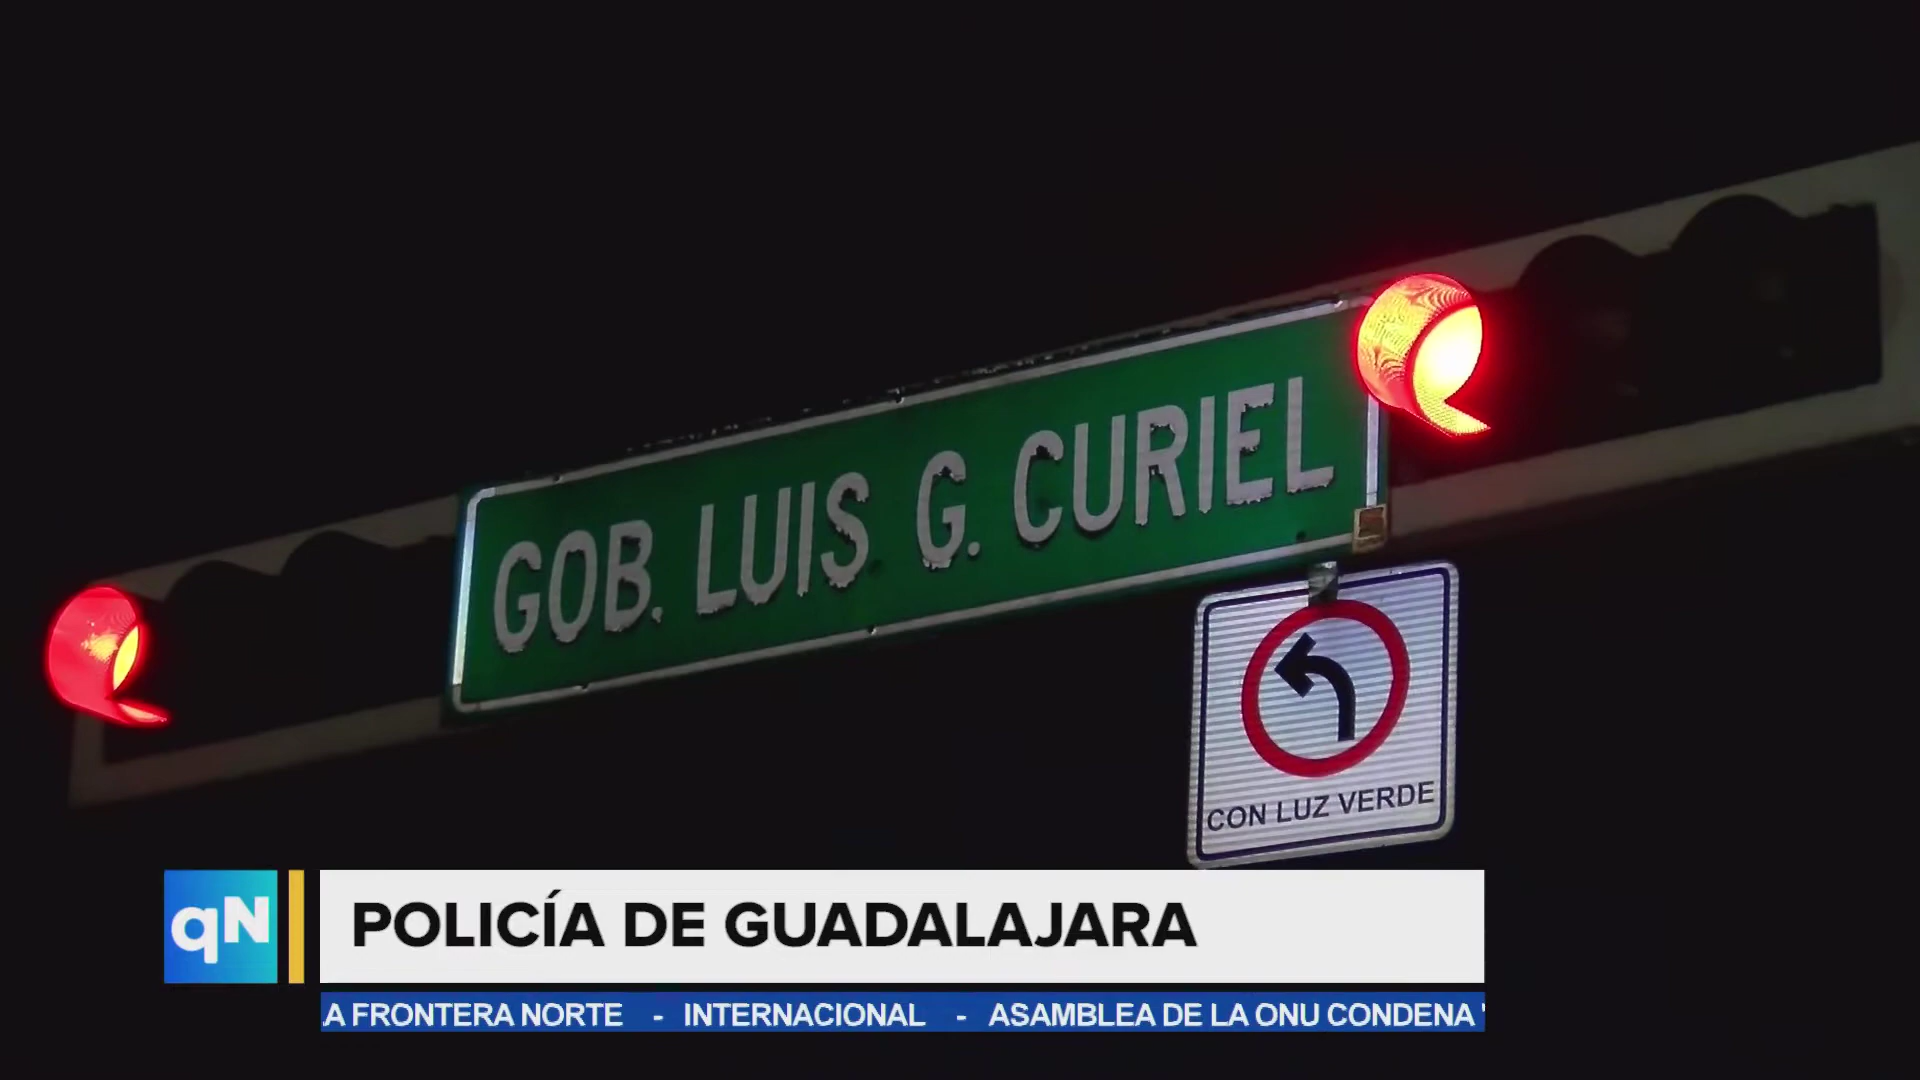 GOB. LUIS G. CURIEL
CON LUZ VERDE
qN
POLICÍA DE GUADALAJARA
A FRONTERA NORTE - INTERNACIONAL - ASAMBLEA DE LA ONU CONDENA '